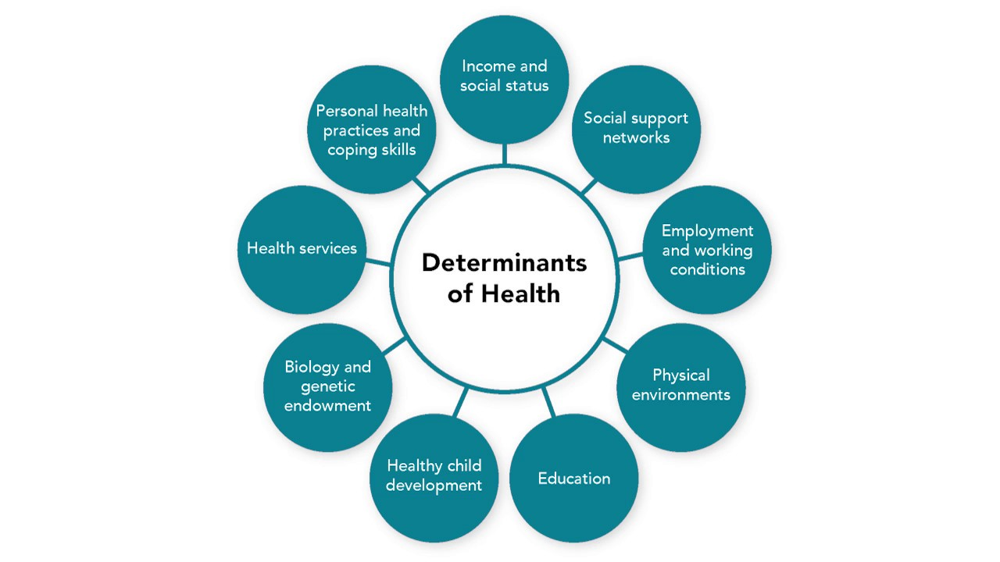 Determinants
of Health
Income and
social status
Social support
networks
Employment
and working
conditions
Physical
environments
Education
Healthy child
development
Biology and
genetic
endowment
Health services
Personal health
practices and
coping skills